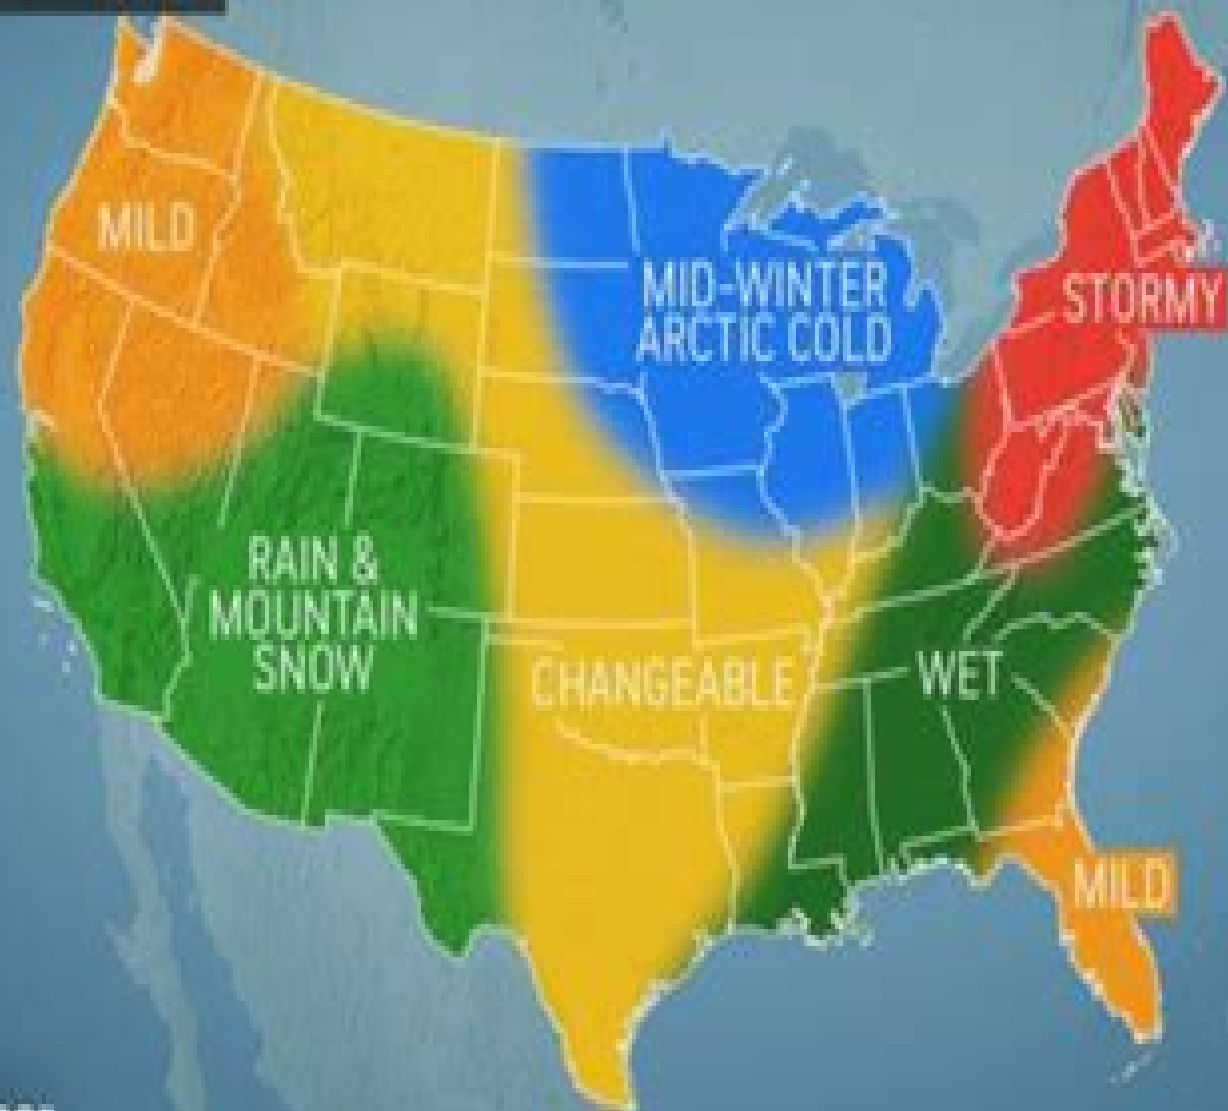 MILD
MID-WINTER
ARCTIC COLD
STORMY
RAIN &
MOUNTAIN
SNOW
CHANGEABLE
WET
MILD